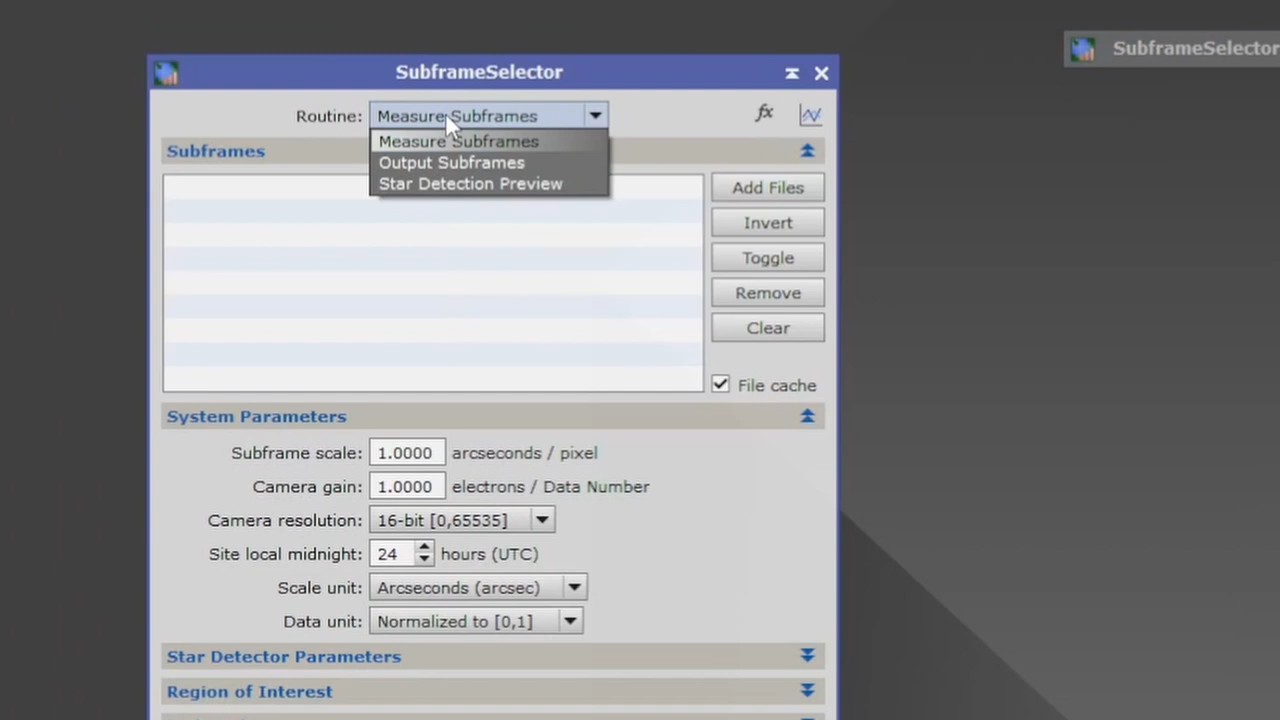 SubframeSelector
SubframeSelector
Routine: Measure Subframes
fx
Measure Subframes
Output Subframes
Star Detection Preview
Subframes
Add Files
Invert
Toggle
Remove
Clear
File cache
System Parameters
Subframe scale: 1.0000 arcseconds / pixel
Camera gain: 1.0000 electrons / Data Number
Camera resolution: 16-bit [0,65535]
Site local midnight: 24 hours (UTC)
Scale unit: Arcseconds (arcsec)
Data unit: Normalized to [0,1]
Star Detector Parameters
Region of Interest